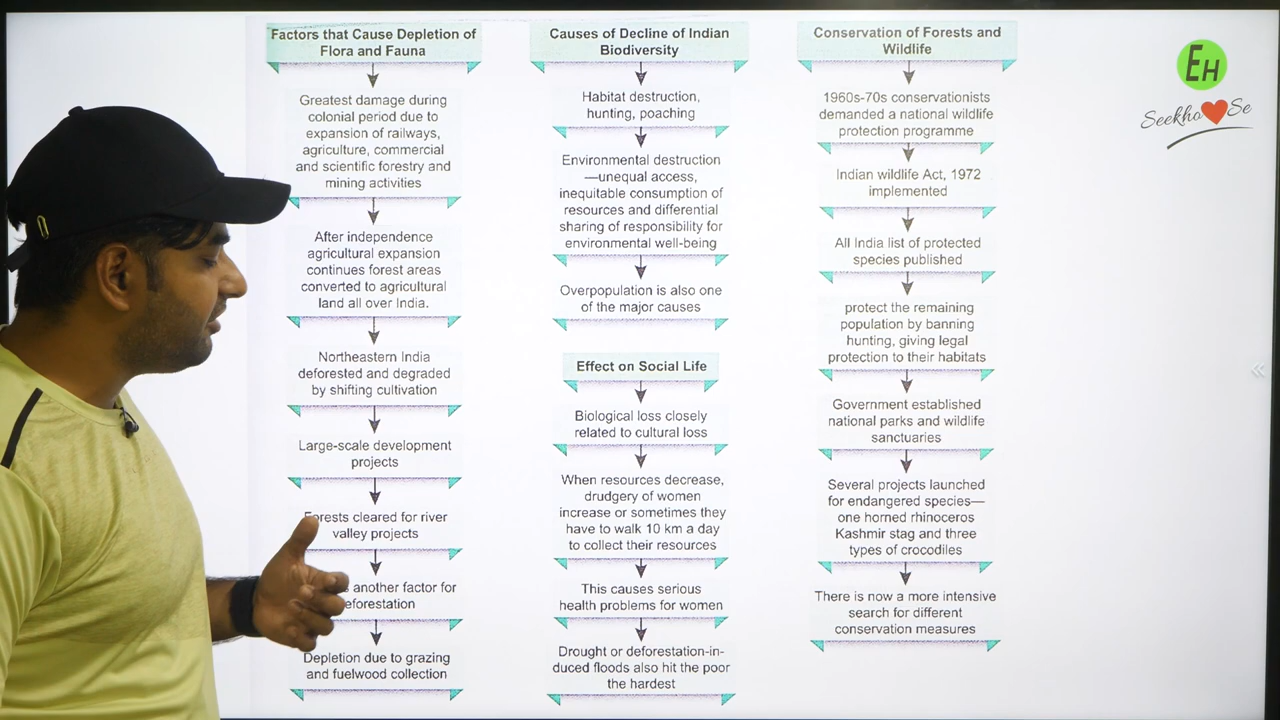 Factors that Cause Depletion of
Flora and Fauna
Greatest damage during
colonial period due to
expansion of railways,
agriculture, commercial
and scientific forestry and
mining activities
After independence
agricultural expansion
continues forest areas
converted to agricultural
land all over India.
Northeastern India
deforested and degraded
by shifting cultivation
Large-scale development
projects
Forests cleared for river
valley projects
another factor for
Depletion due to grazing
and fuelwood collection
Causes of Decline of Indian
Biodiversity
Habitat destruction,
hunting, poaching
Environmental destruction
—unequal access,
inequitable consumption of
resources and differential
sharing of responsibility for
environmental well-being
Overpopulation is also one
of the major causes
Effect on Social Life
Biological loss closely
related to cultural loss
When resources decrease,
drudgery of women
increase or sometimes they
have to walk 10 km a day
to collect their resources
This causes serious
health problems for women
Drought or deforestation-in-
duced floods also hit the poor
the hardest
Conservation of Forests and
Wildlife
1960s-70s conservationists
demanded a national wildlife
protection programme
Indian wildlife Act, 1972
implemented
All India list of protected
species published
protect the remaining
population by banning
hunting, giving legal
protection to their habitats
Government established
national parks and wildlife
sanctuaries
Several projects launched
for endangered species—
one horned rhinoceros
Kashmir stag and three
types of crocodiles
There is now a more intensive
search for different
conservation measures
EH
Seekho Se